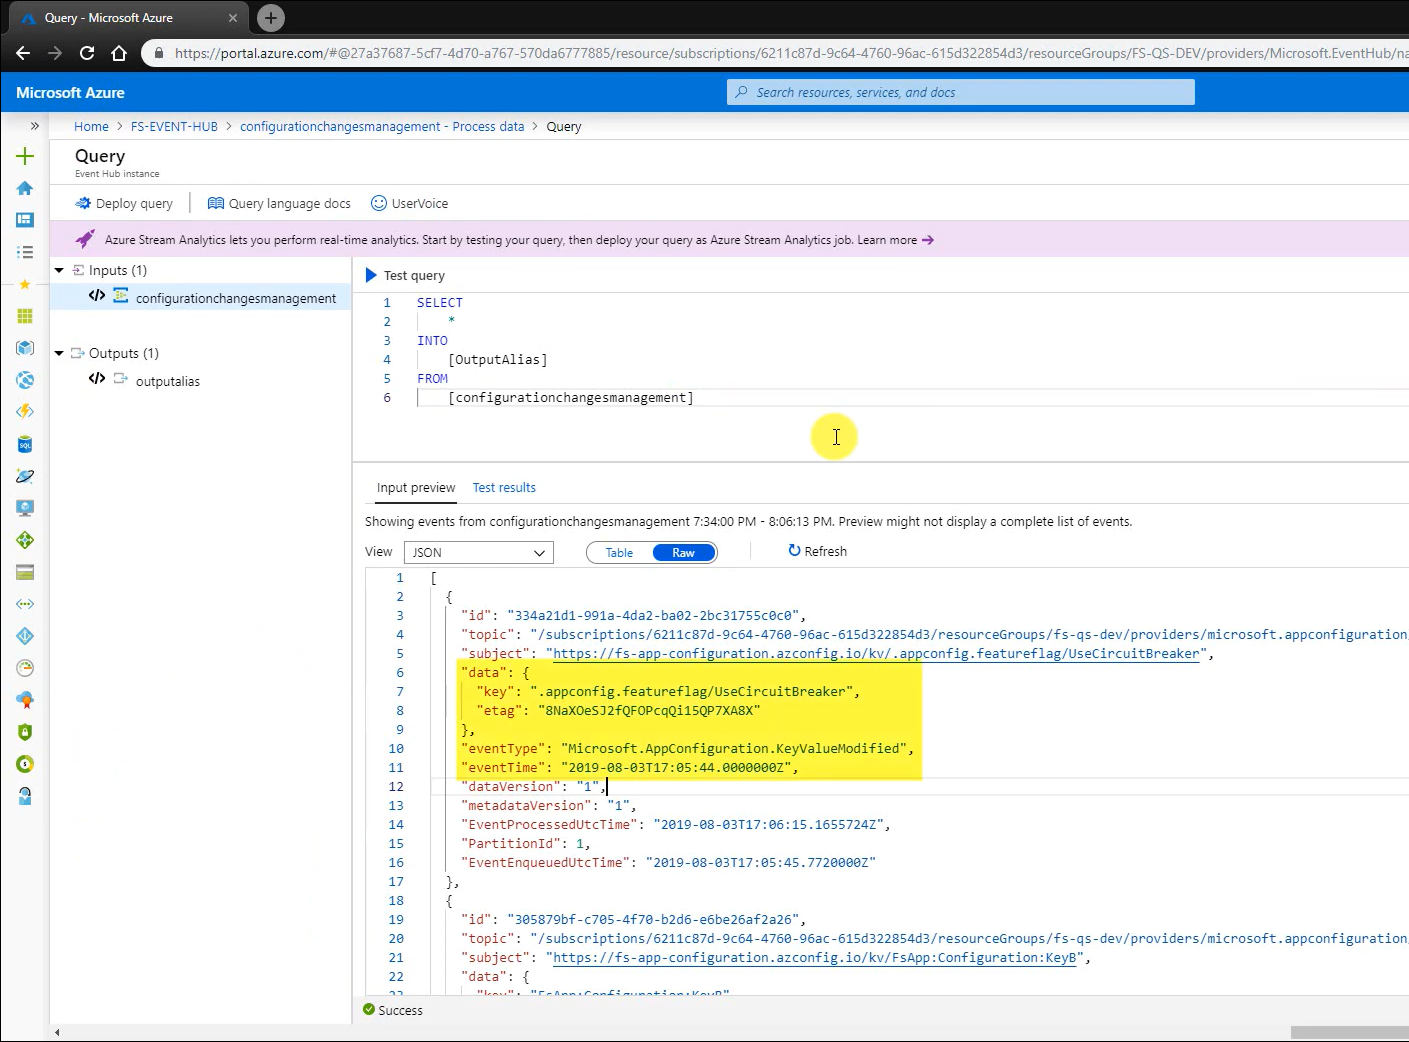 Query - Microsoft Azure
https://portal.azure.com/#@27a37687-5cf7-4d70-a767-570da6777885/resource/subscriptions/6211c87d-9c64-4760-96ac-615d322854d3/resourceGroups/FS-QS-DEV/providers/Microsoft.EventHub/na
Microsoft Azure
Search resources, services, and docs
Home > FS-EVENT-HUB > configurationchangesmanagement - Process data > Query
Query
Event Hub instance
Deploy query
Query language docs
UserVoice
Azure Stream Analytics lets you perform real-time analytics. Start by testing your query, then deploy your query as Azure Stream Analytics job. Learn more →
Inputs (1)
configurationchangesmanagement
Outputs (1)
outputalias
Test query
1 SELECT
2 *
3 INTO
4 [OutputAlias]
5 FROM
6 [configurationchangesmanagement]
Input preview
Test results
Showing events from configurationchangesmanagement 7:34:00 PM - 8:06:13 PM. Preview might not display a complete list of events.
View JSON Table Raw Refresh
1 [
2 {
3 "id": "334a21d1-991a-4da2-ba02-2bc31755c0c0",
4 "topic": "/subscriptions/6211c87d-9c64-4760-96ac-615d322854d3/resourceGroups/fs-qs-dev/providers/microsoft.appconfiguration/
5 "subject": "https://fs-app-configuration.azconfig.io/kv/.appconfig.featureflag/UseCircuitBreaker",
6 "data": {
7 "key": ".appconfig.featureflag/UseCircuitBreaker",
8 "etag": "8NaXOeSJ2fQFOPcqQi15QP7XA8X"
9 },
10 "eventType": "Microsoft.AppConfiguration.KeyValueModified",
11 "eventTime": "2019-08-03T17:05:44.0000000Z",
12 "dataVersion": "1",
13 "metadataVersion": "1",
14 "EventProcessedUtcTime": "2019-08-03T17:06:15.1655724Z",
15 "PartitionId": 1,
16 "EventEnqueuedUtcTime": "2019-08-03T17:05:45.7720000Z"
17 },
18 {
19 "id": "305879bf-c705-4f70-b2d6-e6be26af2a26",
20 "topic": "/subscriptions/6211c87d-9c64-4760-96ac-615d322854d3/resourceGroups/fs-qs-dev/providers/microsoft.appconfiguration/
21 "subject": "https://fs-app-configuration.azconfig.io/kv/FsApp:Configuration:KeyB",
22 "data": {
23 "key": "FsApp:Configuration:KeyB"
Success